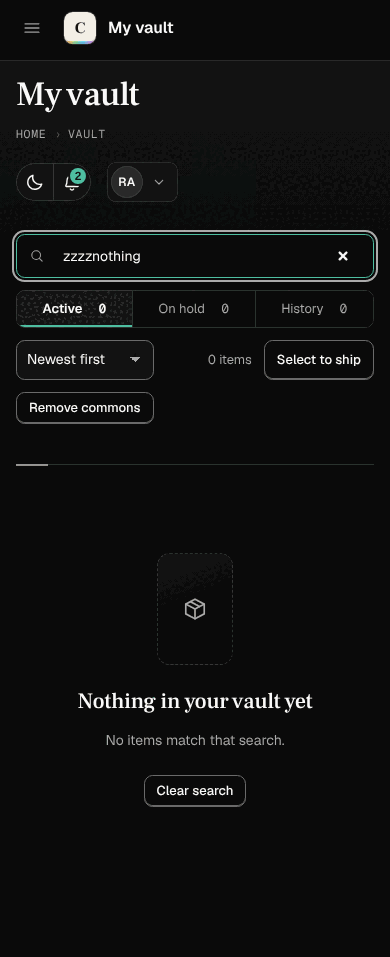 C My vault
My vault
HOME › VAULT
2
RA
zzzznothing
Active 0 On hold 0 History 0
Newest first 0 items Select to ship
Remove commons
Nothing in your vault yet
No items match that search.
Clear search